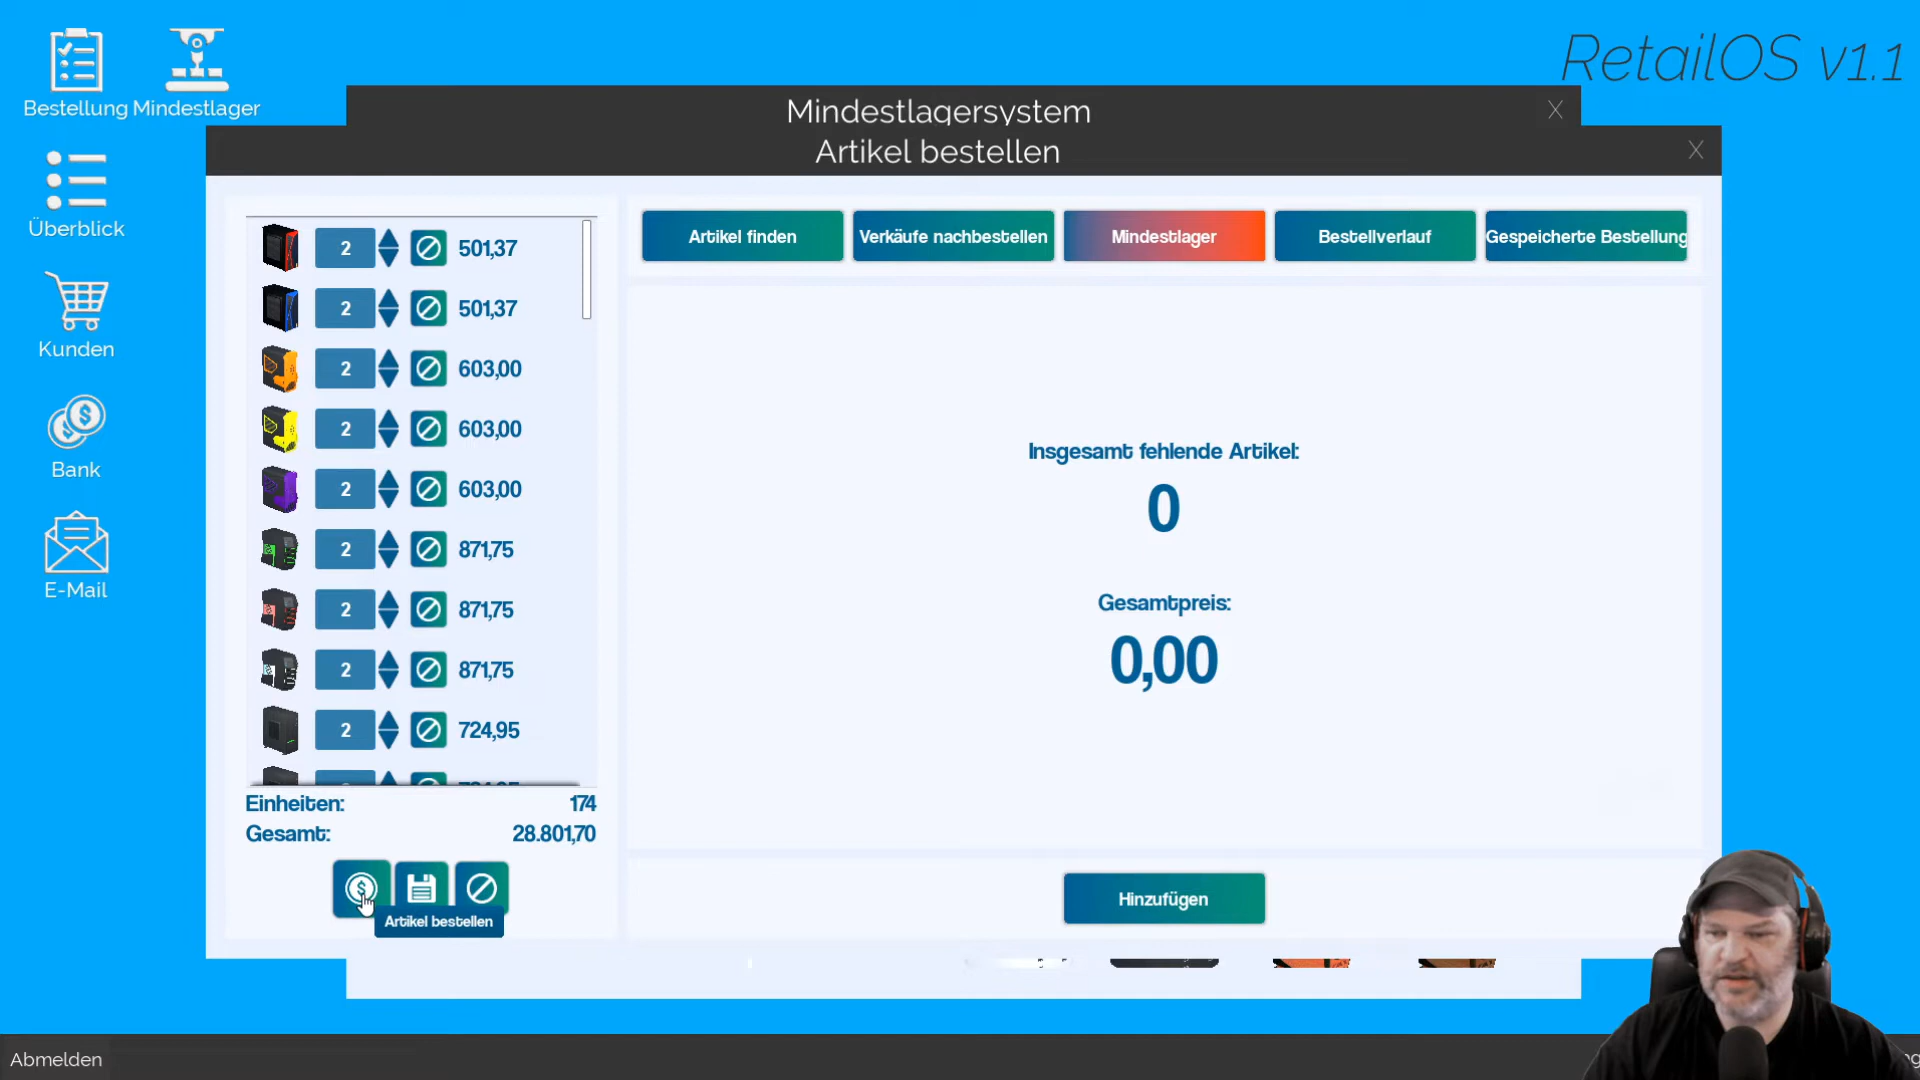 RetailOS v1.1
Bestellung
Mindestlager
Überblick
Kunden
Bank
E-Mail
Mindestlagersystem
X
Artikel bestellen
X
Artikel finden
Verkäufe nachbestellen
Mindestlager
Bestellverlauf
Gespeicherte Bestellung
2 501,37
2 501,37
2 603,00
2 603,00
2 603,00
2 871,75
2 871,75
2 871,75
2 724,95
Einheiten: 174
Gesamt: 28.801,70
Artikel bestellen
Insgesamt fehlende Artikel:
0
Gesamtpreis:
0,00
Hinzufügen
Abmelden